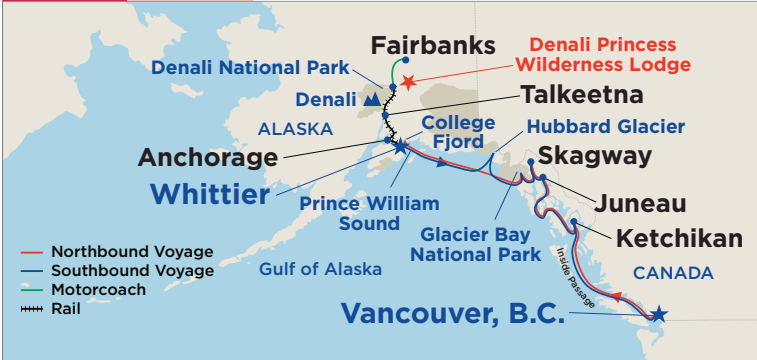 Fairbanks
Denali Princess
Wilderness Lodge
Denali National Park
Denali
Talkeetna
ALASKA
College
Fjord
Hubbard Glacier
Anchorage
Skagway
Whittier
Prince William
Sound
Juneau
Glacier Bay
National Park
Ketchikan
Northbound Voyage
Southbound Voyage
Motorcoach
Rail
Gulf of Alaska
Inside Passage
CANADA
Vancouver, B.C.